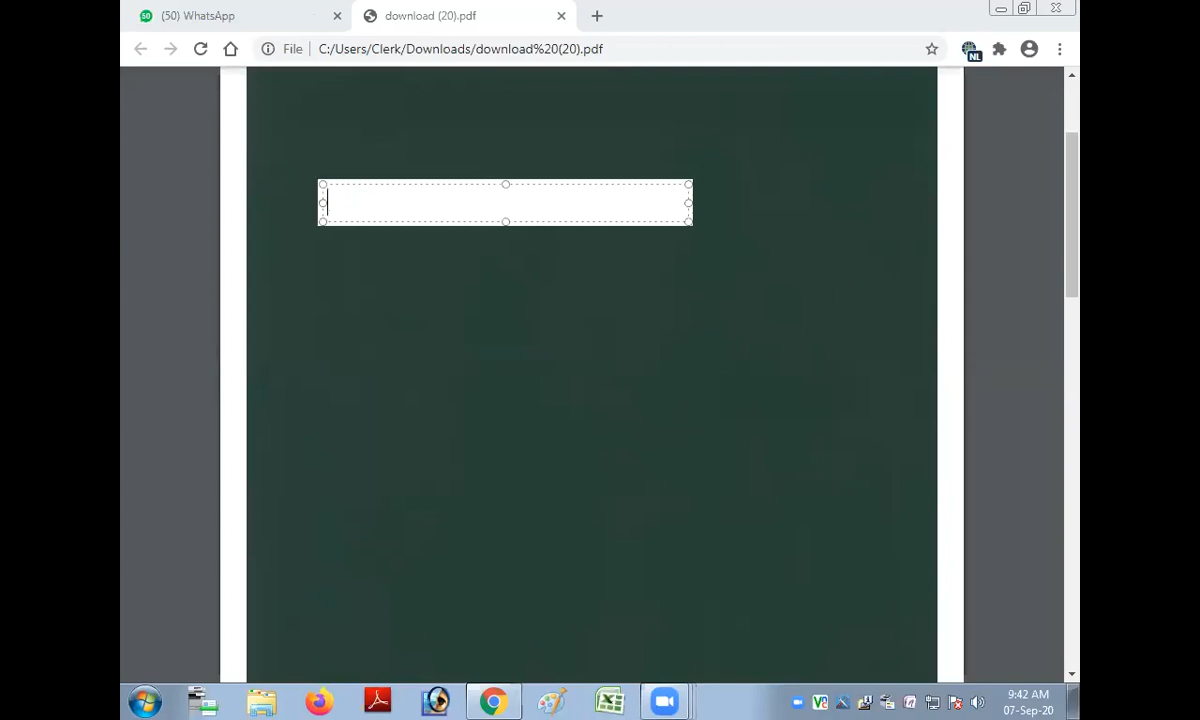 (50) WhatsApp
download (20).pdf
File
C:/Users/Clerk/Downloads/download%20(20).pdf
NL
9:42 AM
07-Sep-20